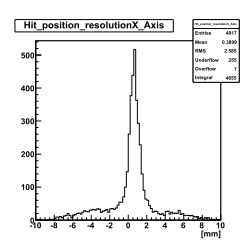 Hit_position_resolutionX_Axis
Hit_position_resolutionX_Axis
Entries 4917
Mean 0.3899
RMS 2.565
Underflow 255
Overflow 7
Integral 4655
500
400
300
200
100
0
-10 -8 -6 -4 -2 0 2 4 6 8 10
[mm]